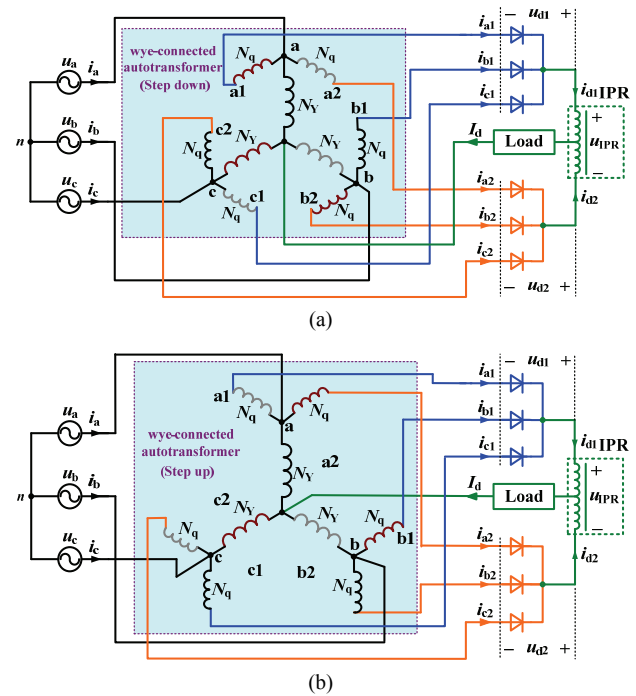 wye-connected
autotransformer
(Step down)
u_a i_a
u_b i_b
u_c i_c
n
a
a1
a2
N_q
N_q
N_Y
b1
c2
N_q
N_Y
N_Y
N_q
c
c1
N_q
b
b2
N_q
i_a1
i_b1
i_c1
− u_d1 +
i_d1 IPR
I_d
Load
+
u_IPR
−
i_a2
i_b2
i_c2
i_d2
− u_d2 +
(a)
wye-connected
autotransformer
(Step up)
u_a i_a
u_b i_b
u_c i_c
n
a1
N_q
a
N_q
a2
N_Y
c2
N_q
N_Y
N_Y
N_q
b1
c
b
N_q
c1
b2
N_q
i_a1
i_b1
i_c1
− u_d1 +
i_d1 IPR
I_d
Load
+
u_IPR
−
i_a2
i_b2
i_c2
i_d2
− u_d2 +
(b)